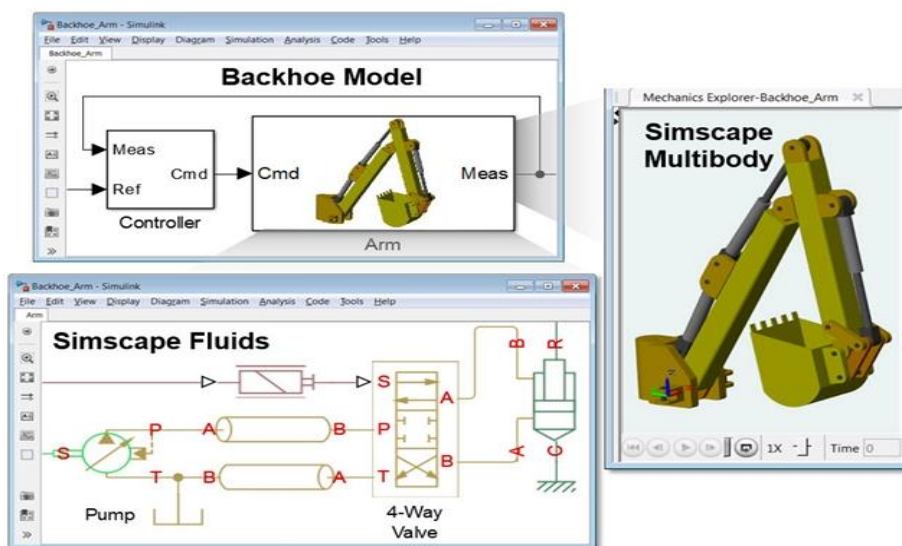 Backhoe_Arm - Simulink
File Edit View Display Diagram Simulation Analysis Code Tools Help
Backhoe_Arm
Backhoe Model
Meas
Ref
Cmd
Controller
Cmd
Meas
Arm
Mechanics Explorer-Backhoe_Arm
Simscape
Multibody
1X
Time 0
Backhoe_Arm - Simulink
File Edit View Display Diagram Simulation Analysis Code Tools Help
Arm
Simscape Fluids
S
P
T
A
B
B
A
S
P
T
A
B
B
R
A
C
Pump
4-Way
Valve